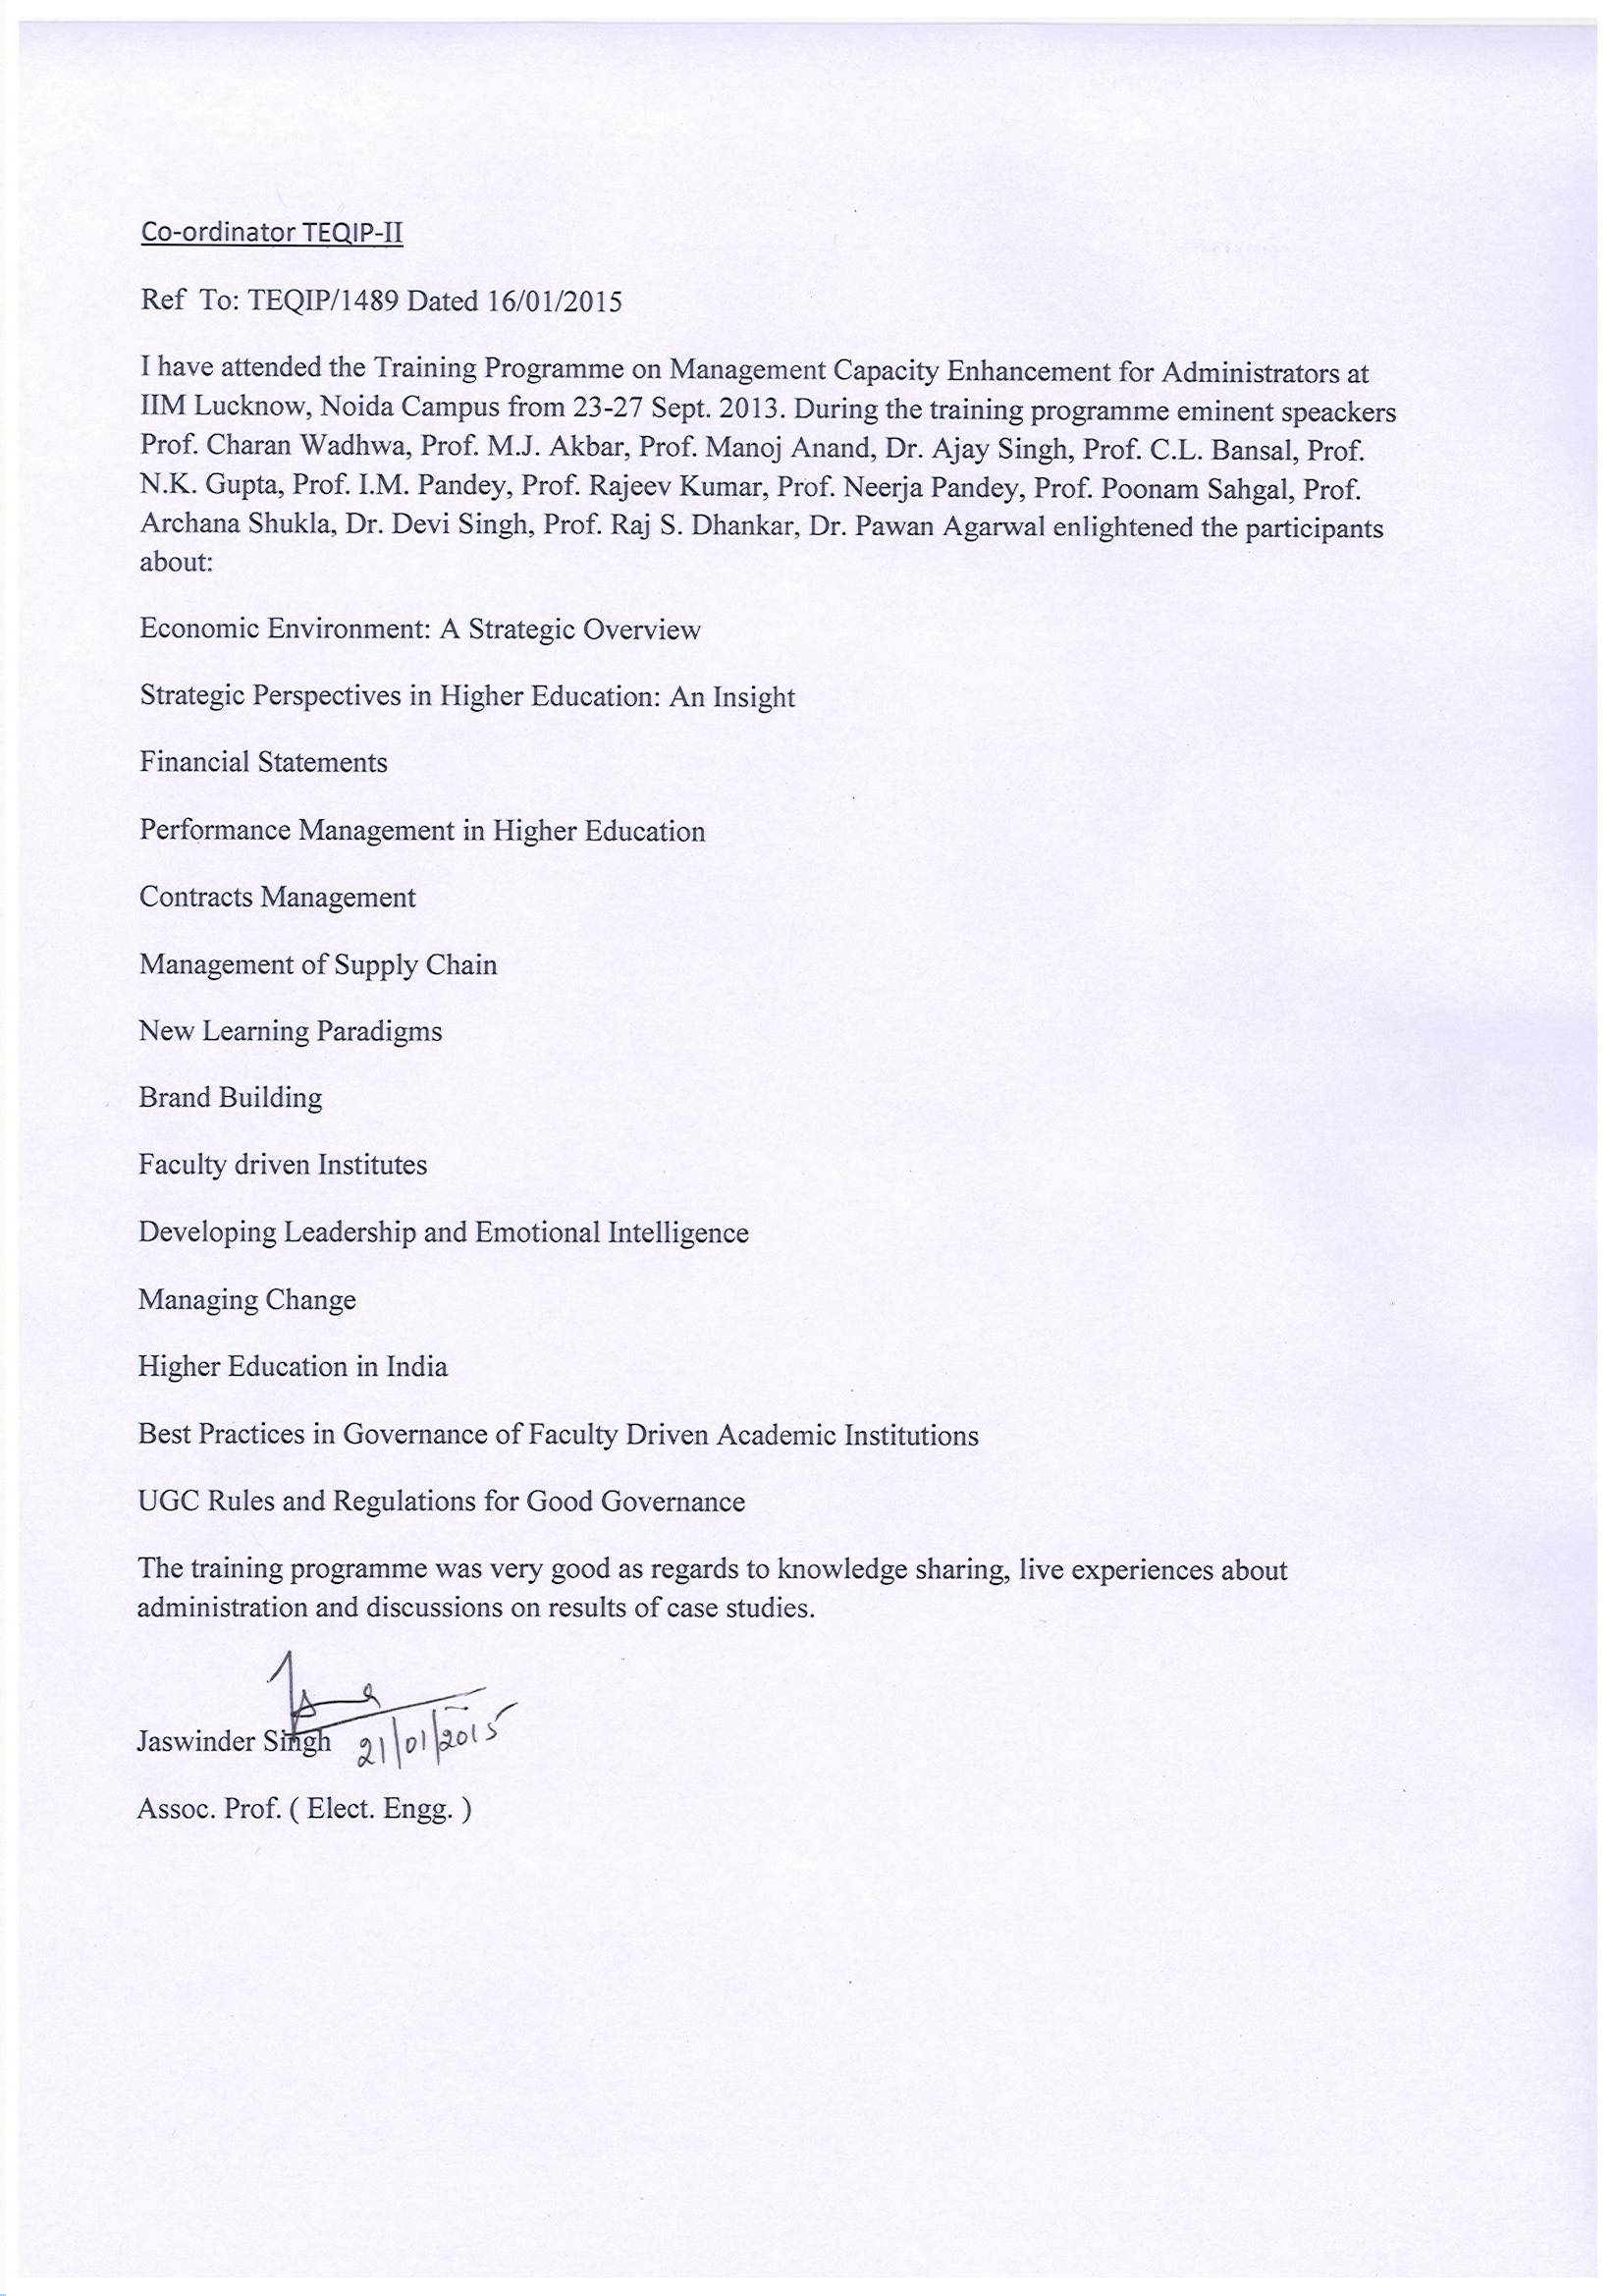 Co-ordinator TEQIP-II
Ref To: TEQIP/1489 Dated 16/01/2015
I have attended the Training Programme on Management Capacity Enhancement for Administrators at
IIM Lucknow, Noida Campus from 23-27 Sept. 2013. During the training programme eminent speackers
Prof. Charan Wadhwa, Prof. M.J. Akbar, Prof. Manoj Anand, Dr. Ajay Singh, Prof. C.L. Bansal, Prof.
N.K. Gupta, Prof. I.M. Pandey, Prof. Rajeev Kumar, Prof. Neerja Pandey, Prof. Poonam Sahgal, Prof.
Archana Shukla, Dr. Devi Singh, Prof. Raj S. Dhankar, Dr. Pawan Agarwal enlightened the participants
about:
Economic Environment: A Strategic Overview
Strategic Perspectives in Higher Education: An Insight
Financial Statements
Performance Management in Higher Education
Contracts Management
Management of Supply Chain
New Learning Paradigms
Brand Building
Faculty driven Institutes
Developing Leadership and Emotional Intelligence
Managing Change
Higher Education in India
Best Practices in Governance of Faculty Driven Academic Institutions
UGC Rules and Regulations for Good Governance
The training programme was very good as regards to knowledge sharing, live experiences about
administration and discussions on results of case studies.
Jaswinder Singh 21/01/2015
Assoc. Prof. ( Elect. Engg. )